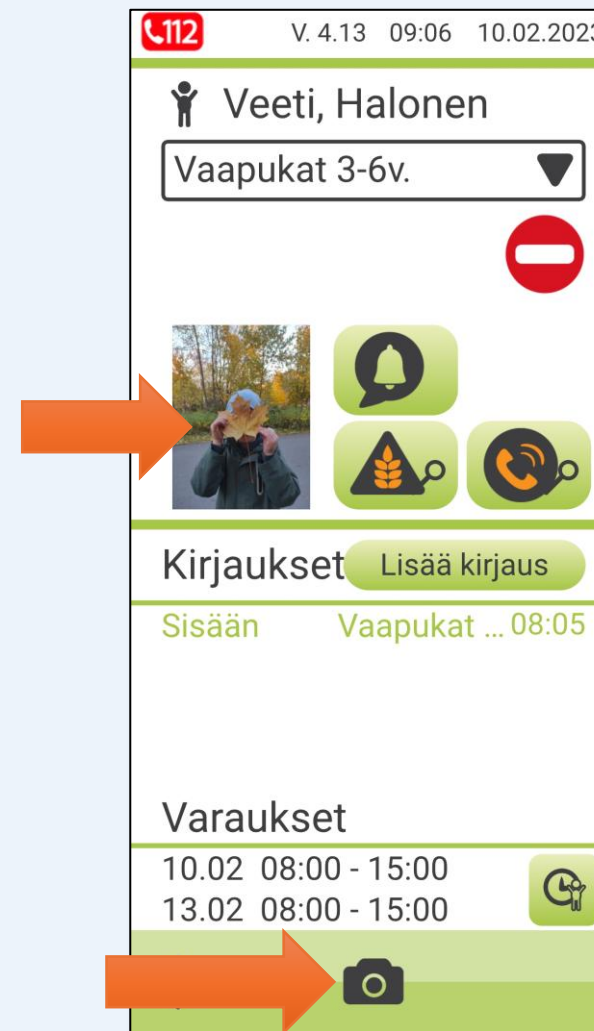 112 V. 4.13 09:06 10.02.2023
Veeti, Halonen
Vaapukat 3-6v.
Kirjaukset Lisää kirjaus
Sisään Vaapukat ... 08:05
Varaukset
10.02 08:00 - 15:00
13.02 08:00 - 15:00